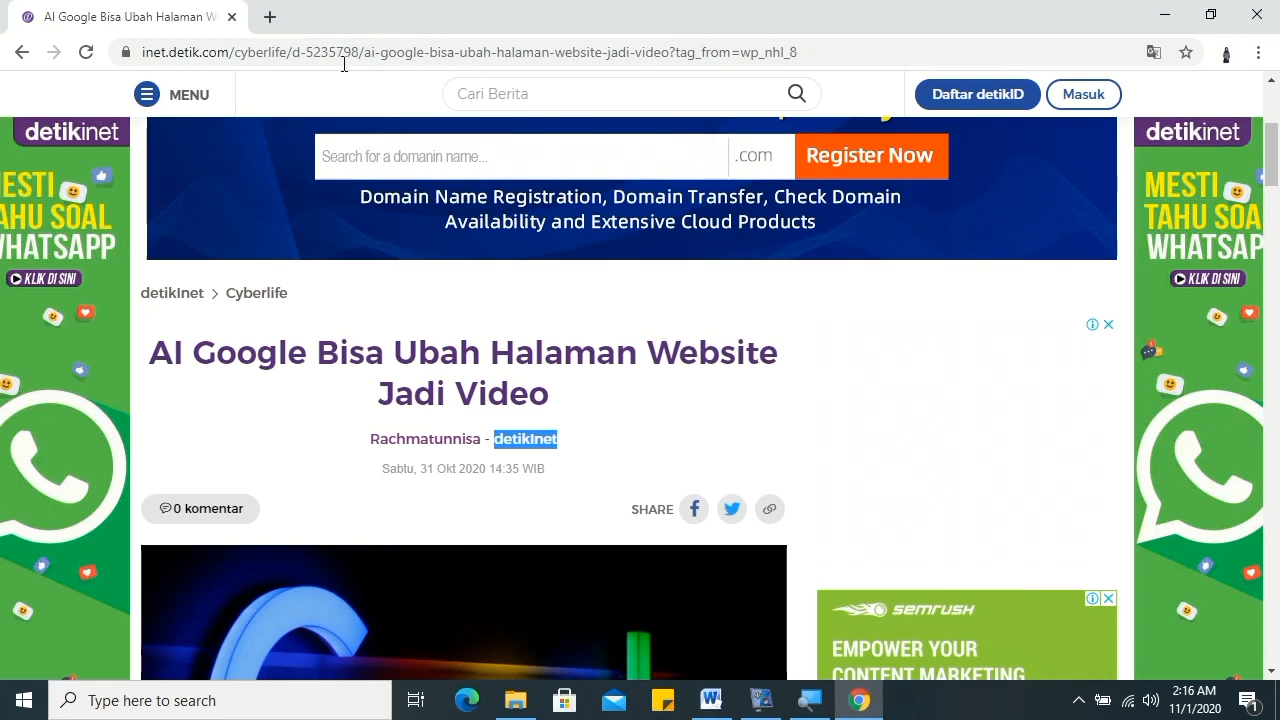 AI Google Bisa Ubah Halaman W
inet.detik.com/cyberlife/d-5235798/ai-google-bisa-ubah-halaman-website-jadi-video?tag_from=wp_nhl_8
MENU
Cari Berita
Daftar detikID
Masuk
detikinet
MESTI
TAHU SOAL
WHATSAPP
KLIK DI SINI
Search for a domanin name...
.com
Register Now
Domain Name Registration, Domain Transfer, Check Domain
Availability and Extensive Cloud Products
detikinet
MESTI
TAHU SOA
WHATSAP
KLIK DI SINI
detikInet > Cyberlife
AI Google Bisa Ubah Halaman Website
Jadi Video
Rachmatunnisa - detikInet
Sabtu, 31 Okt 2020 14:35 WIB
0 komentar
SHARE
SEMRUSH
EMPOWER YOUR
CONTENT MARKETING
Type here to search
2:16 AM
11/1/2020
1